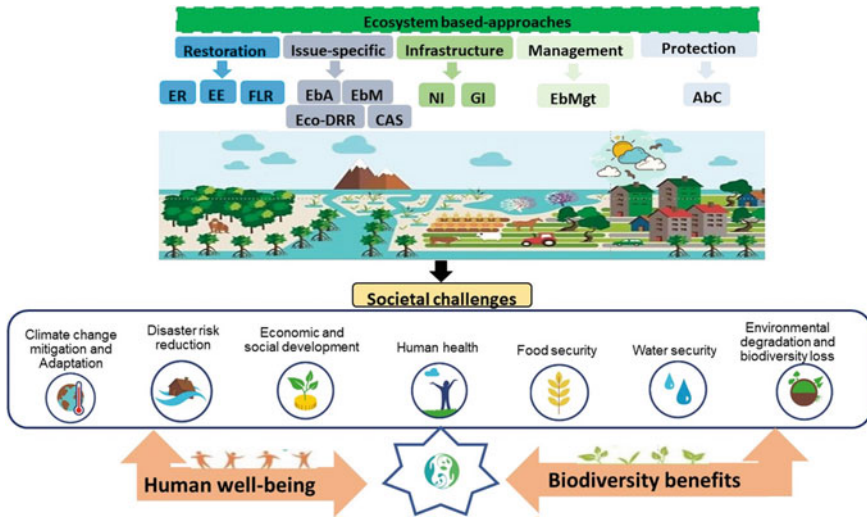 Ecosystem based-approaches
Restoration
Issue-specific
Infrastructure
Management
Protection
ER
EE
FLR
EbA
EbM
NI
GI
EbMgt
AbC
Eco-DRR
CAS
Societal challenges
Climate change
mitigation and
Adaptation
Disaster risk
reduction
Economic and
social development
Human health
Food security
Water security
Environmental
degradation and
biodiversity loss
Human well-being
Biodiversity benefits